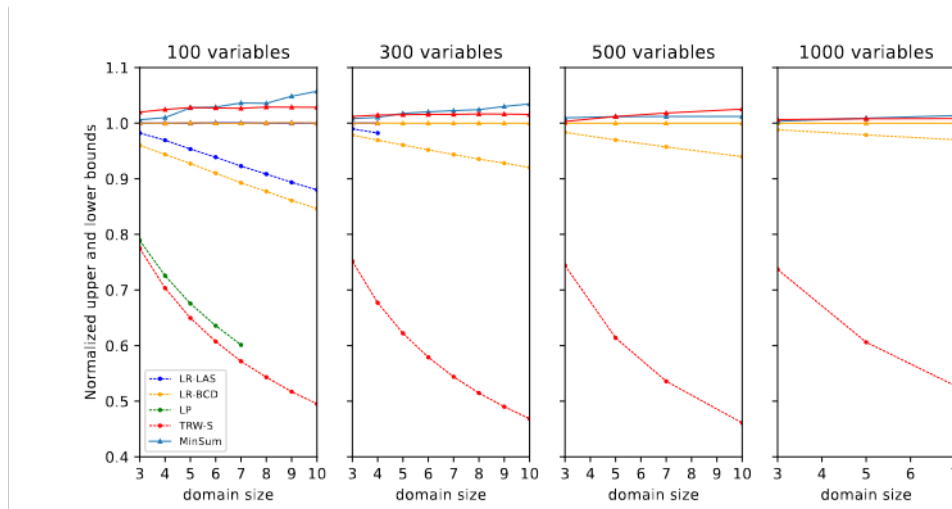 100 variables
300 variables
500 variables
1000 variables
Normalized upper and lower bounds
1.1
1.0
0.9
0.8
0.7
0.6
0.5
0.4
LR-LAS
LR-BCD
LP
TRW-S
MinSum
3 4 5 6 7 8 9 10
3 4 5 6 7 8 9 10
3 4 5 6 7 8 9 10
3 4 5 6
domain size
domain size
domain size
domain size